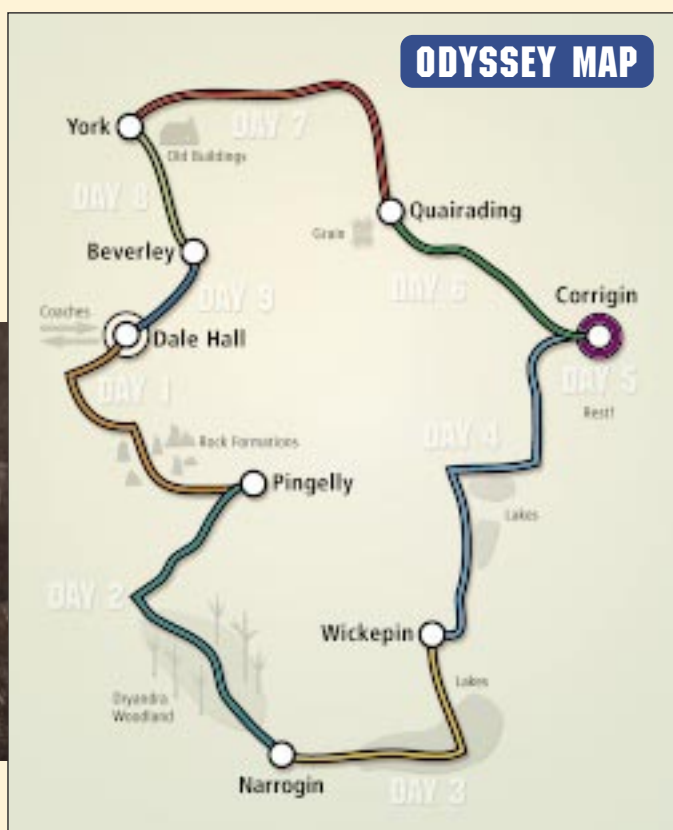 ODYSSEY MAP
York
DAY 7
Old Buildings
DAY 8
Quairading
Grain
Beverley
DAY 6
DAY 9
Corrigin
Coaches
Dale Hall
DAY 1
DAY 5
Rest!
DAY 4
Rock Formations
Pingelly
Lakes
DAY 2
Wickepin
Lakes
Dryandra
Woodland
Narrogin
DAY 3